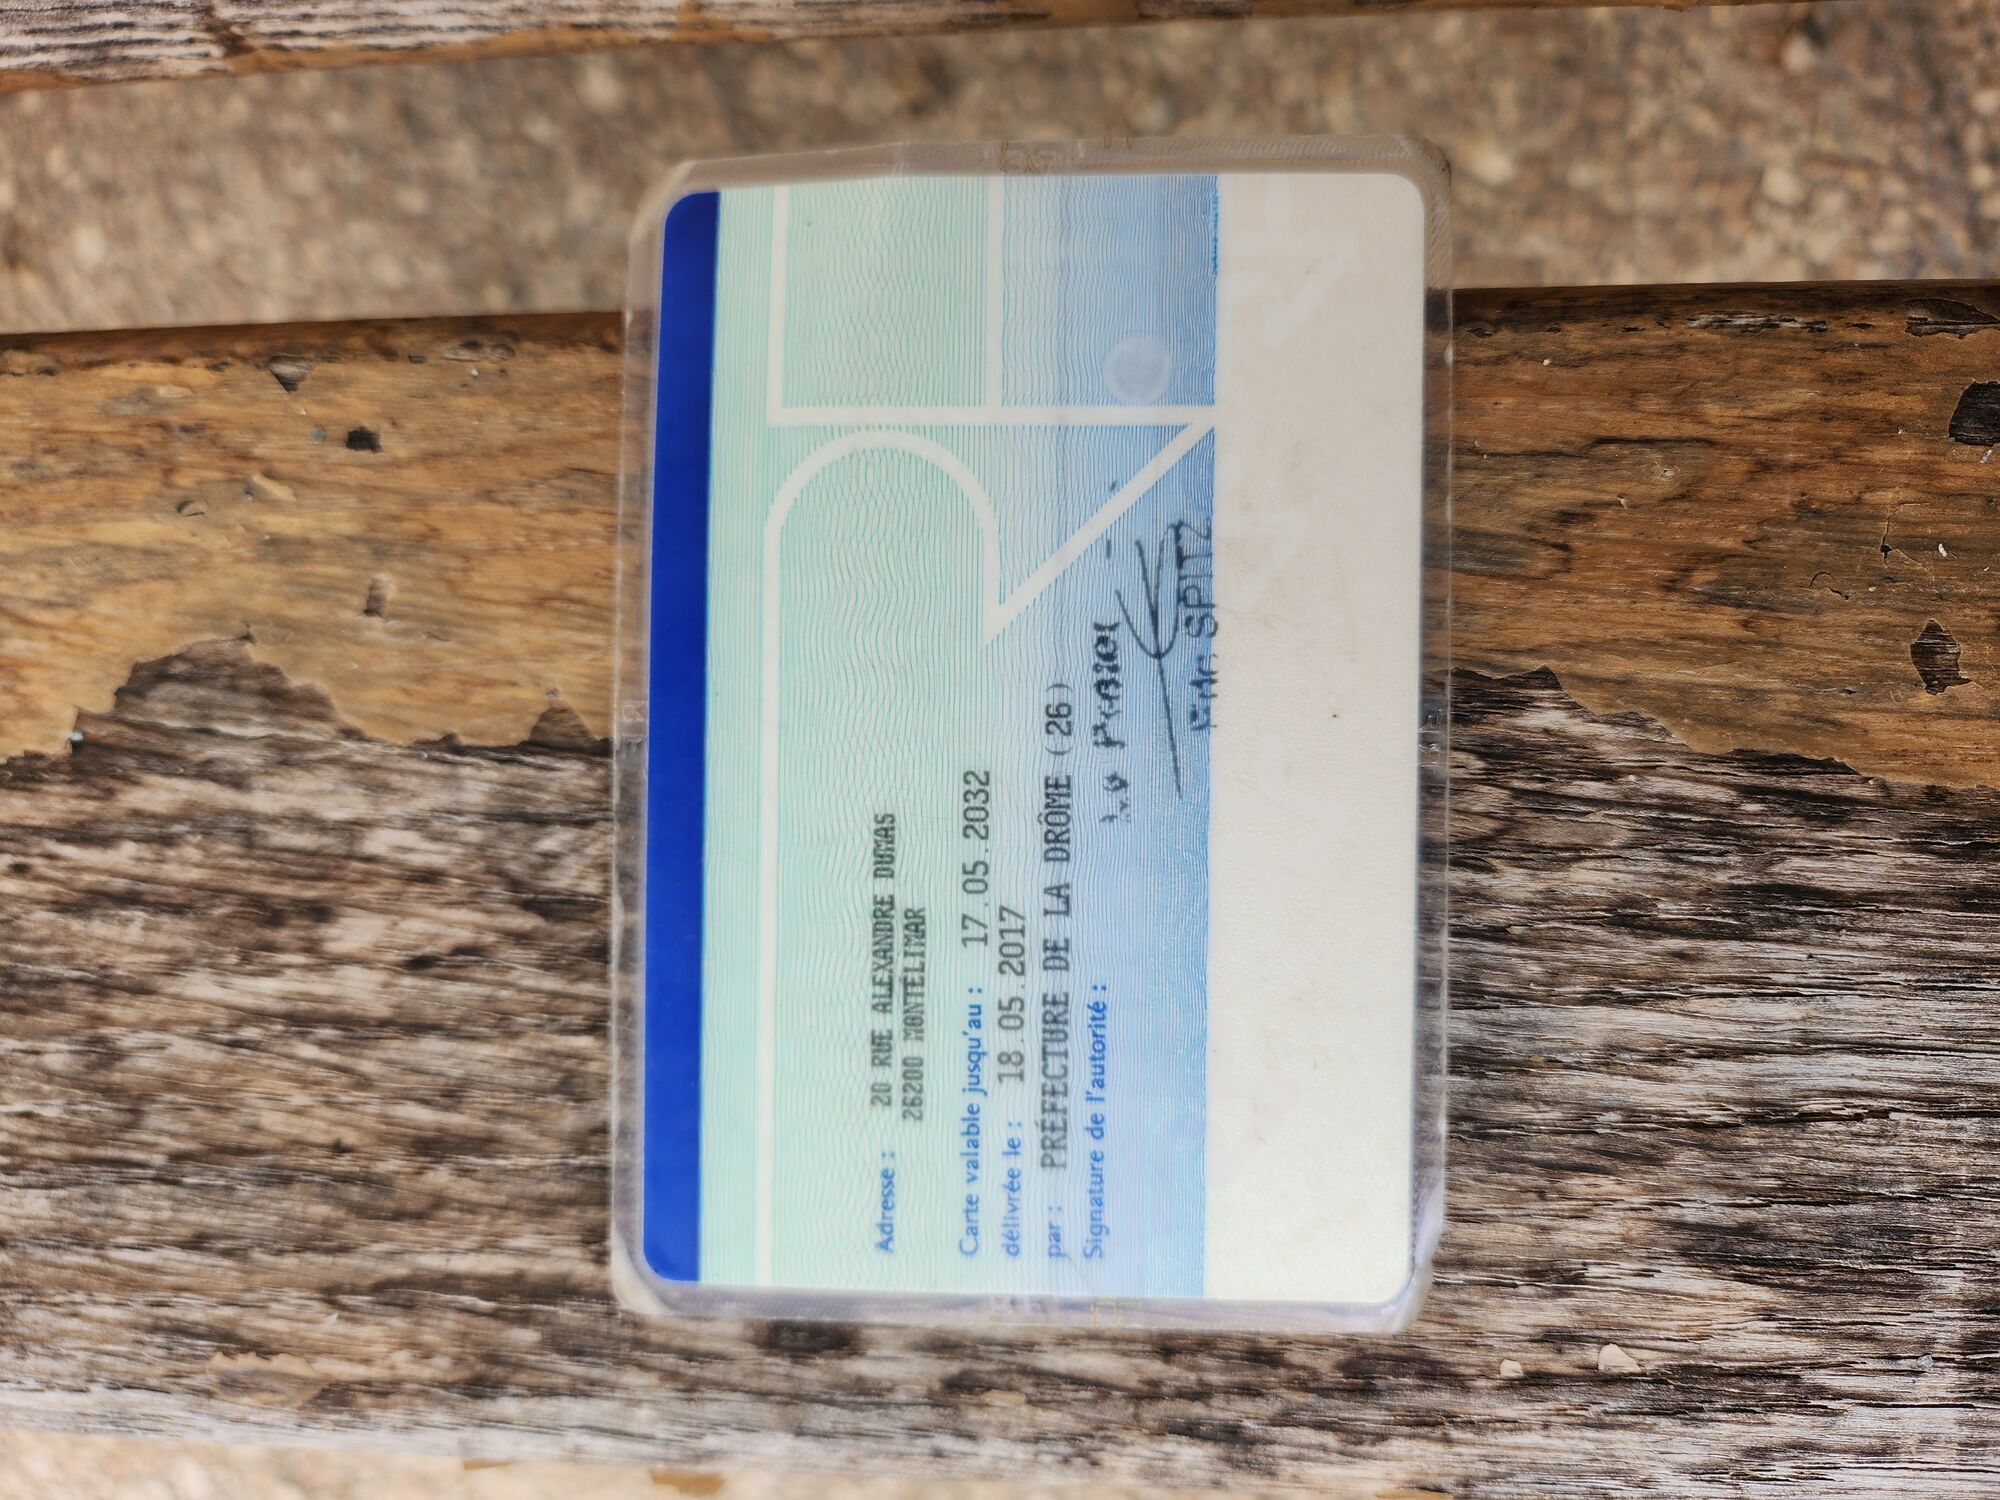 Adresse : 20 RUE ALEXANDRE DUMAS
26200 MONTÉLIMAR
Carte valable jusqu'au : 17.05.2032
délivrée le : 18.05.2017
par : PRÉFECTURE DE LA DRÔME (26)
Signature de l'autorité :
SPITZ